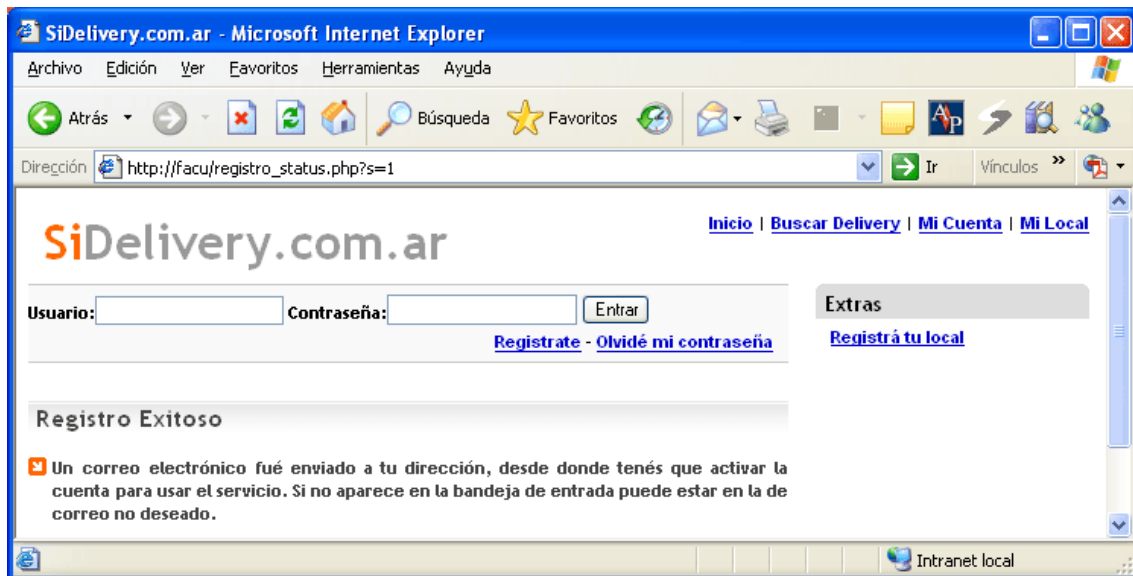 SiDelivery.com.ar - Microsoft Internet Explorer
Archivo Edición Ver Favoritos Herramientas Ayuda
Atrás Búsqueda Favoritos
Dirección http://facu/registro_status.php?s=1 Ir Vínculos »
SiDelivery.com.ar
Inicio | Buscar Delivery | Mi Cuenta | Mi Local
Usuario: Contraseña: Entrar
Registrate - Olvidé mi contraseña
Extras
Registrá tu local
Registro Exitoso
Un correo electrónico fué enviado a tu dirección, desde donde tenés que activar la
cuenta para usar el servicio. Si no aparece en la bandeja de entrada puede estar en la de
correo no deseado.
Intranet local